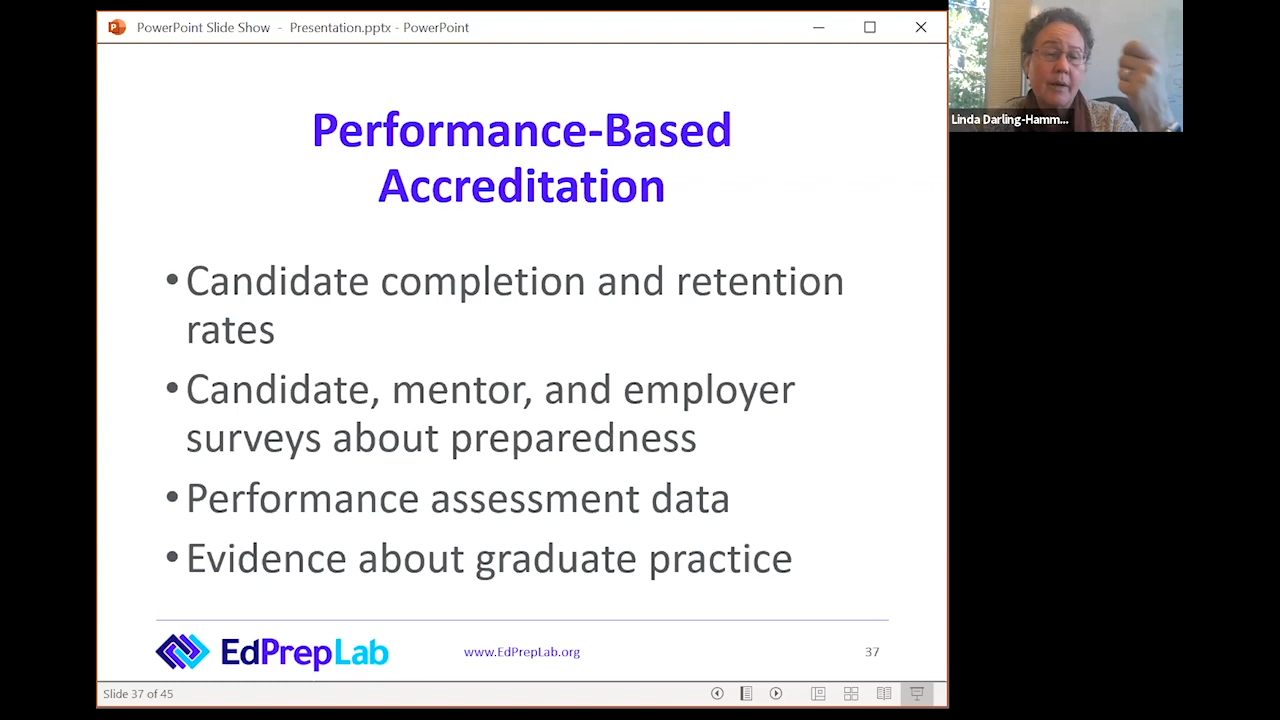 PowerPoint Slide Show - Presentation.pptx - PowerPoint
Linda Darling-Hamm...
Performance-Based
Accreditation
•Candidate completion and retention
rates
•Candidate, mentor, and employer
surveys about preparedness
•Performance assessment data
•Evidence about graduate practice
EdPrepLab
www.EdPrepLab.org
37
Slide 37 of 45